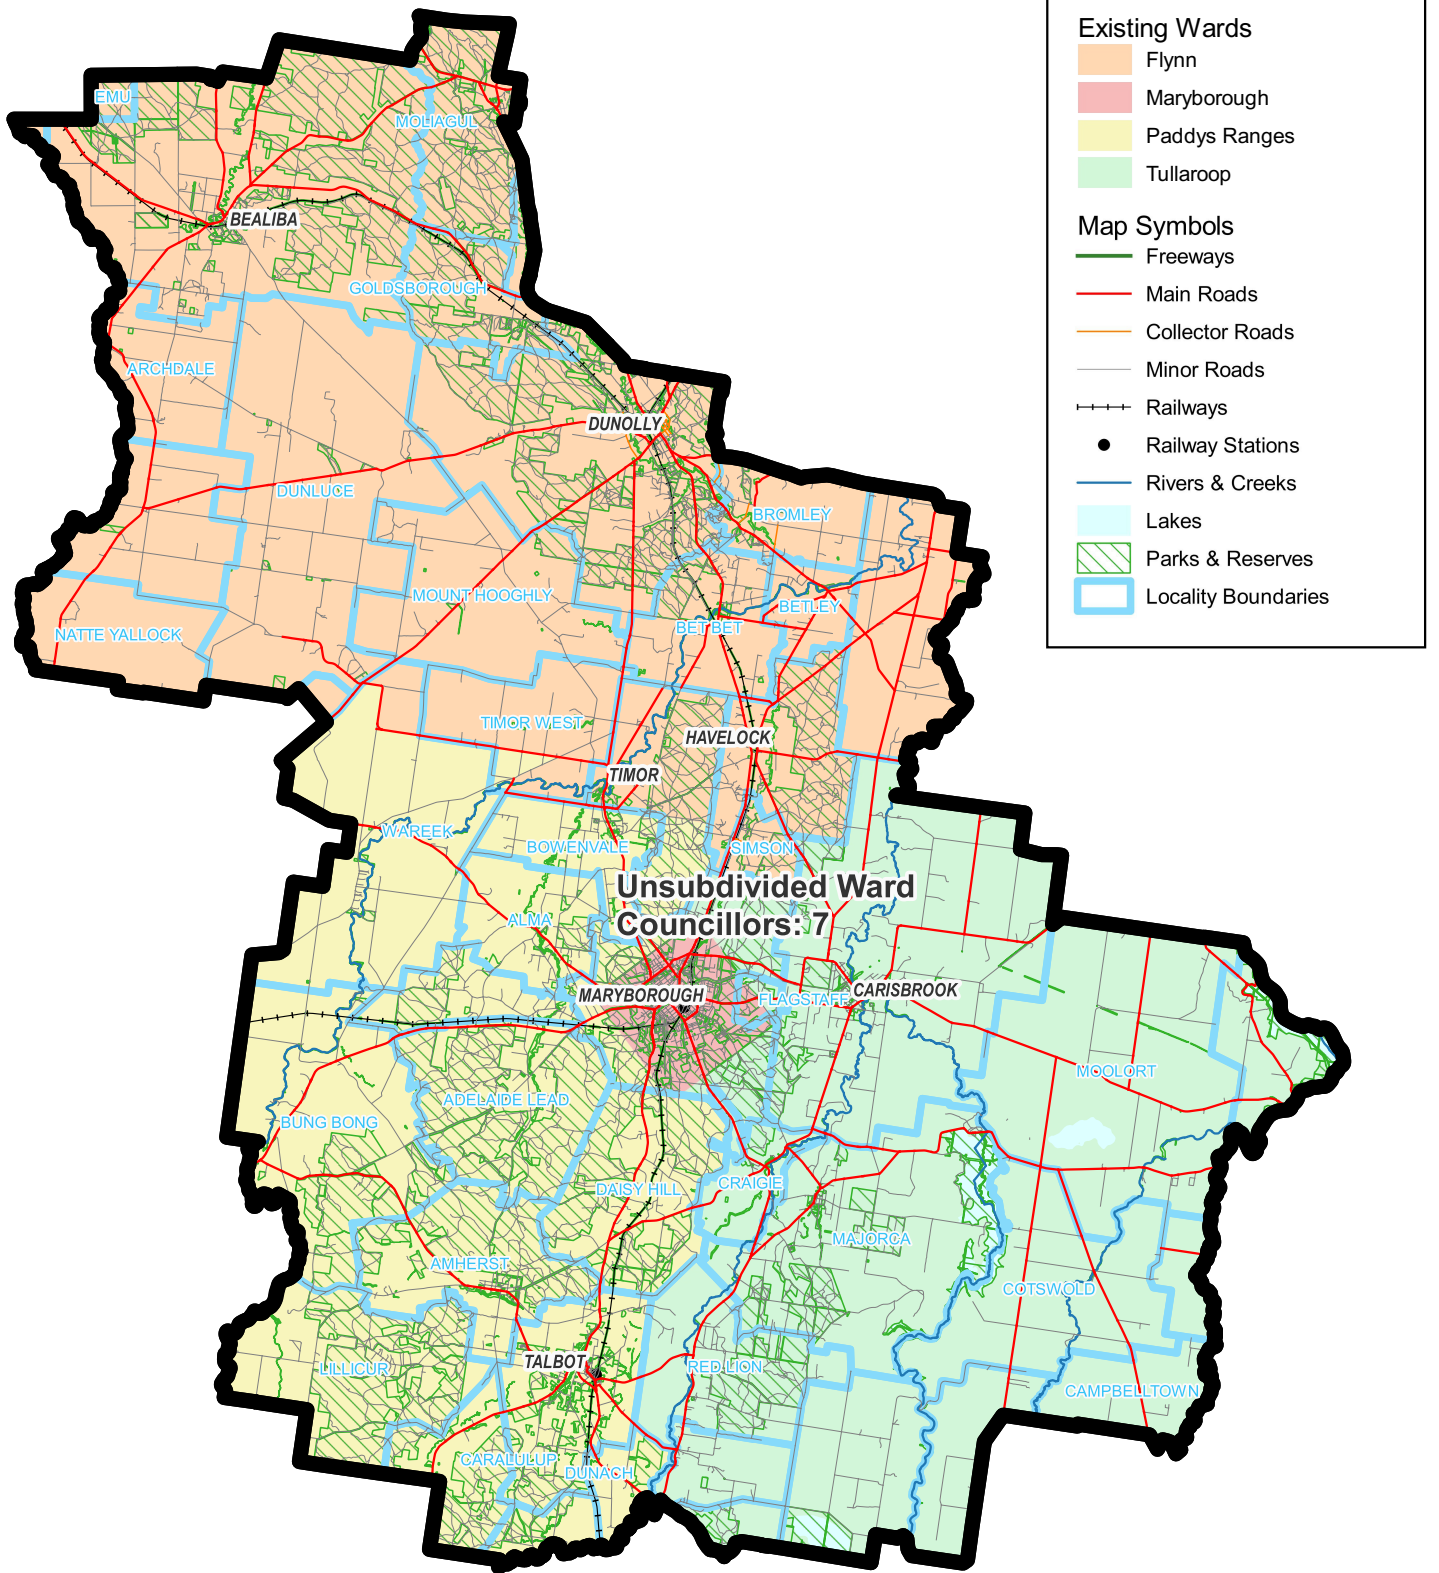 Existing Wards
Flynn
Maryborough
Paddys Ranges
Tullaroop
Map Symbols
Freeways
Main Roads
Collector Roads
Minor Roads
Railways
Railway Stations
Rivers & Creeks
Lakes
Parks & Reserves
Locality Boundaries
EMU
MOLIAGUL
BEALIBA
GOLDSBOROUGH
ARCHDALE
DUNOLLY
DUNLUCE
BROMLEY
MOUNT HOOGHLY
BETLEY
BET BET
NATTE YALLOCK
TIMOR WEST
HAVELOCK
TIMOR
WAREEK
BOWENVALE
SIMSON
Unsubdivided Ward
Councillors: 7
ALMA
MARYBOROUGH
FLAGSTAFF
CARISBROOK
MOOLORT
ADELAIDE LEAD
BUNG BONG
DAISY HILL
CRAIGIE
MAJORCA
AMHERST
COTSWOLD
TALBOT
LILLICUR
RED LION
CAMPBELLTOWN
CARALULUP
DUNACH